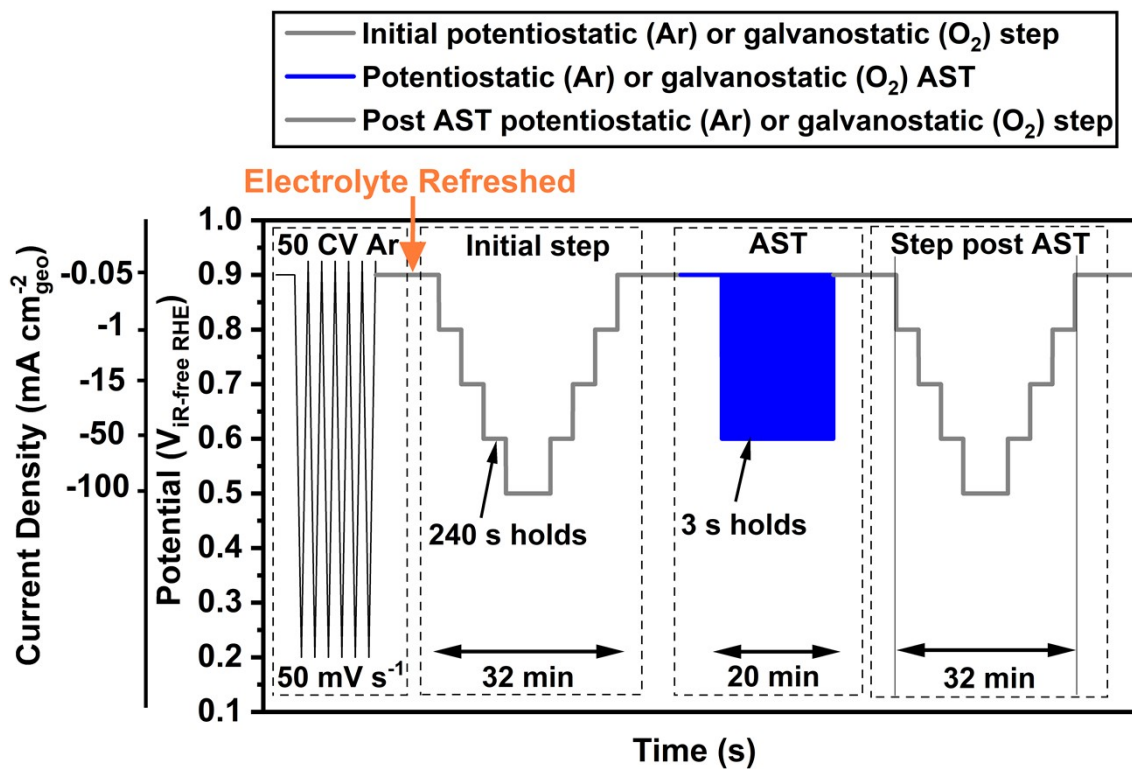 Initial potentiostatic (Ar) or galvanostatic (O₂) step
Potentiostatic (Ar) or galvanostatic (O₂) AST
Post AST potentiostatic (Ar) or galvanostatic (O₂) step
Electrolyte Refreshed
50 CV Ar
Initial step
AST
Step post AST
Current Density (mA cm⁻²geo)
-0.05
-1
-15
-50
-100
Potential (V iR-free RHE)
1.0
0.9
0.8
0.7
0.6
0.5
0.4
0.3
0.2
0.1
240 s holds
3 s holds
50 mV s⁻¹
32 min
20 min
32 min
Time (s)